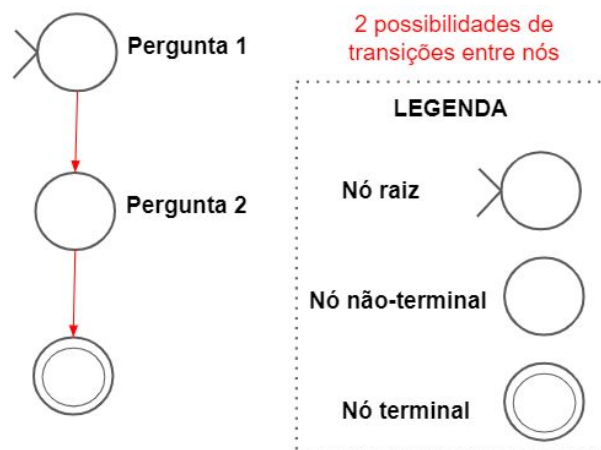 Pergunta 1
Pergunta 2
2 possibilidades de
transições entre nós
LEGENDA
Nó raiz
Nó não-terminal
Nó terminal